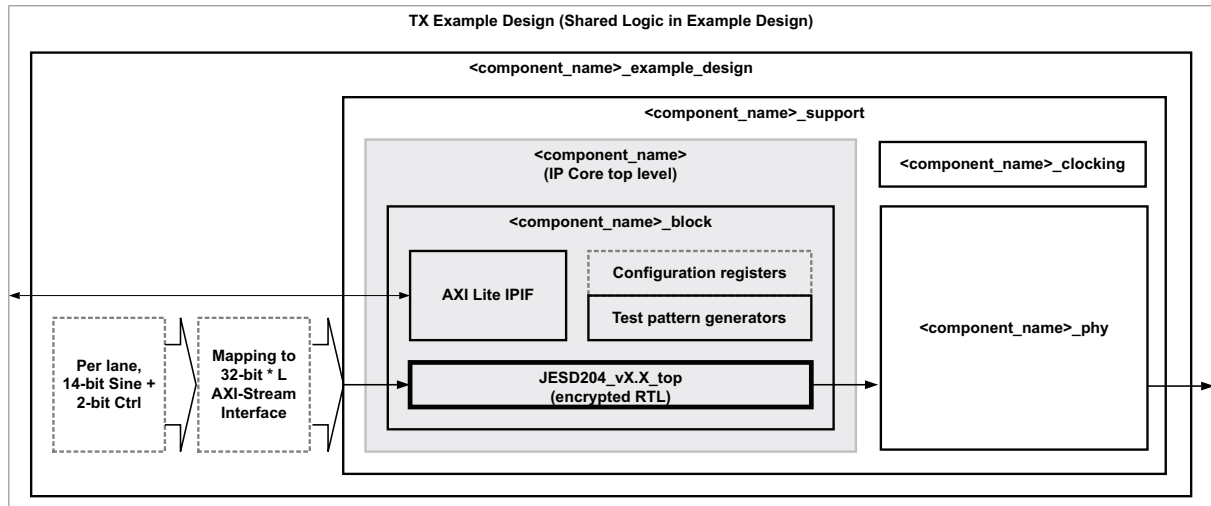 TX Example Design (Shared Logic in Example Design)
<component_name>_example_design
<component_name>_support
<component_name>
(IP Core top level)
<component_name>_clocking
<component_name>_block
AXI Lite IPIF
Configuration registers
Test pattern generators
<component_name>_phy
Per lane,
14-bit Sine +
2-bit Ctrl
Mapping to
32-bit * L
AXI-Stream
Interface
JESD204_vX.X_top
(encrypted RTL)